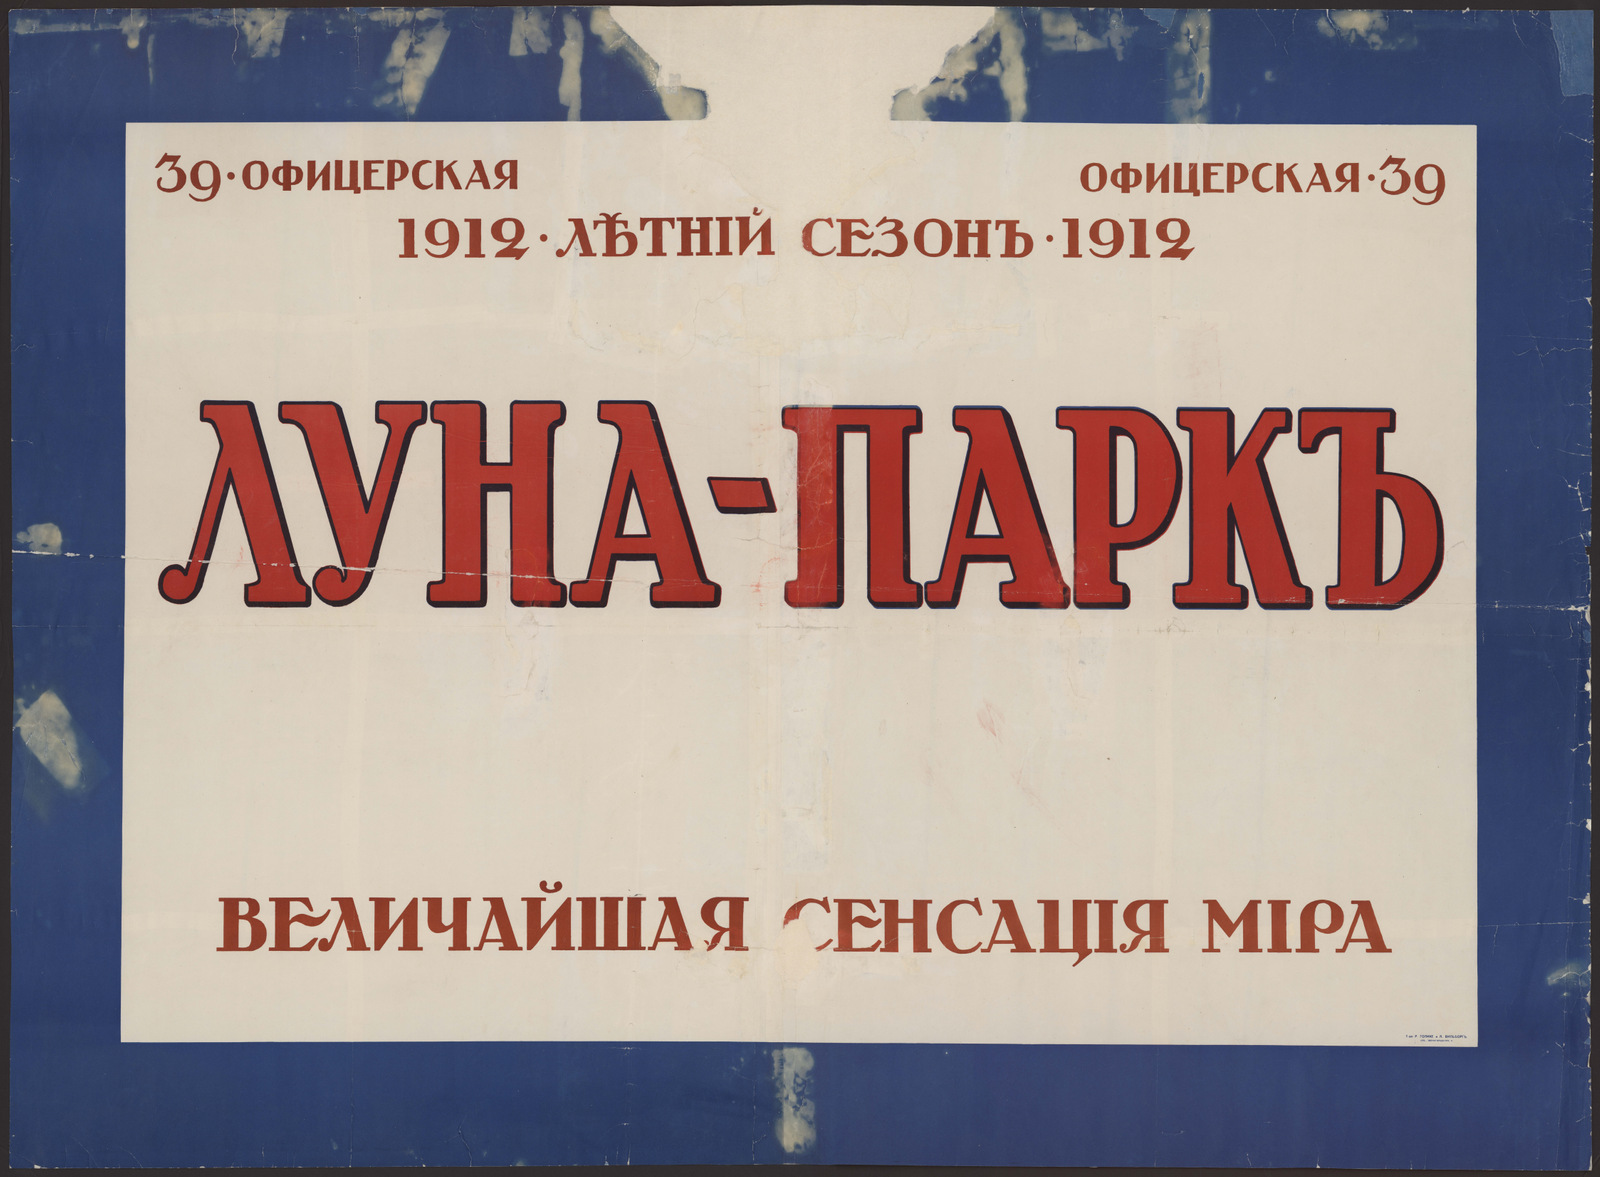 39·ОФИЦЕРСКАЯ ОФИЦЕРСКАЯ·39
1912·ЛѢТНІЙ СЕЗОНЪ·1912
ЛУНА-ПАРКЪ
ВЕЛИЧАЙШАЯ СЕНСАЦІЯ МІРА